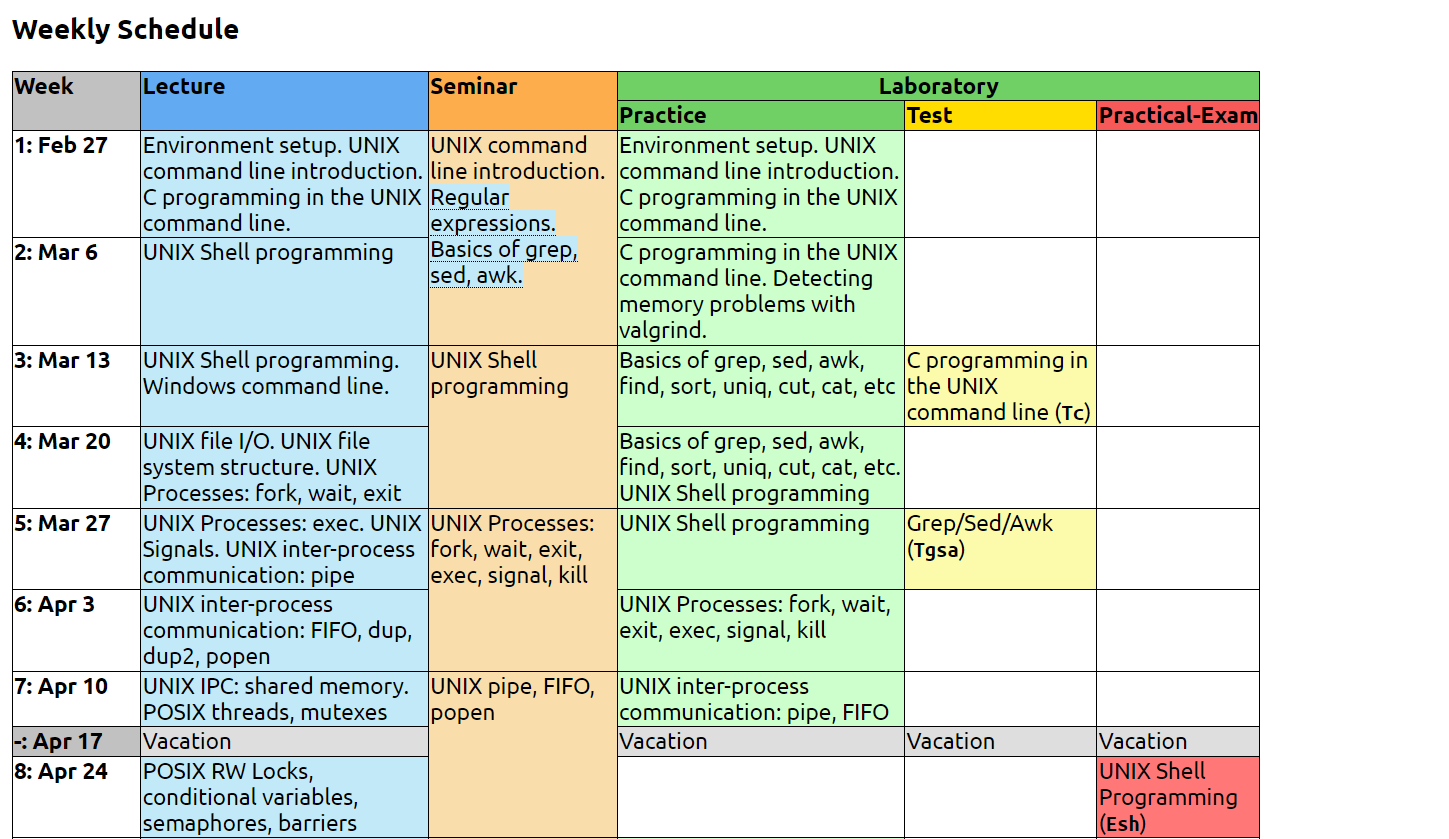 Weekly Schedule
Week
Lecture
Seminar
Laboratory
Practice
Test
Practical-Exam
1: Feb 27
Environment setup. UNIX
command line introduction.
C programming in the UNIX
command line.
UNIX command
line introduction.
Regular
expressions.
Basics of grep,
sed, awk.
Environment setup. UNIX
command line introduction.
C programming in the UNIX
command line.
2: Mar 6
UNIX Shell programming
C programming in the UNIX
command line. Detecting
memory problems with
valgrind.
3: Mar 13
UNIX Shell programming.
Windows command line.
UNIX Shell
programming
Basics of grep, sed, awk,
find, sort, uniq, cut, cat, etc
C programming in
the UNIX
command line (Tc)
4: Mar 20
UNIX file I/O. UNIX file
system structure. UNIX
Processes: fork, wait, exit
Basics of grep, sed, awk,
find, sort, uniq, cut, cat, etc.
UNIX Shell programming
5: Mar 27
UNIX Processes: exec. UNIX
Signals. UNIX inter-process
communication: pipe
UNIX Processes:
fork, wait, exit,
exec, signal, kill
UNIX Shell programming
Grep/Sed/Awk
(Tgsa)
6: Apr 3
UNIX inter-process
communication: FIFO, dup,
dup2, popen
UNIX Processes: fork, wait,
exit, exec, signal, kill
7: Apr 10
UNIX IPC: shared memory.
POSIX threads, mutexes
UNIX pipe, FIFO,
popen
UNIX inter-process
communication: pipe, FIFO
-: Apr 17
Vacation
Vacation
Vacation
Vacation
8: Apr 24
POSIX RW Locks,
conditional variables,
semaphores, barriers
UNIX Shell
Programming
(Esh)